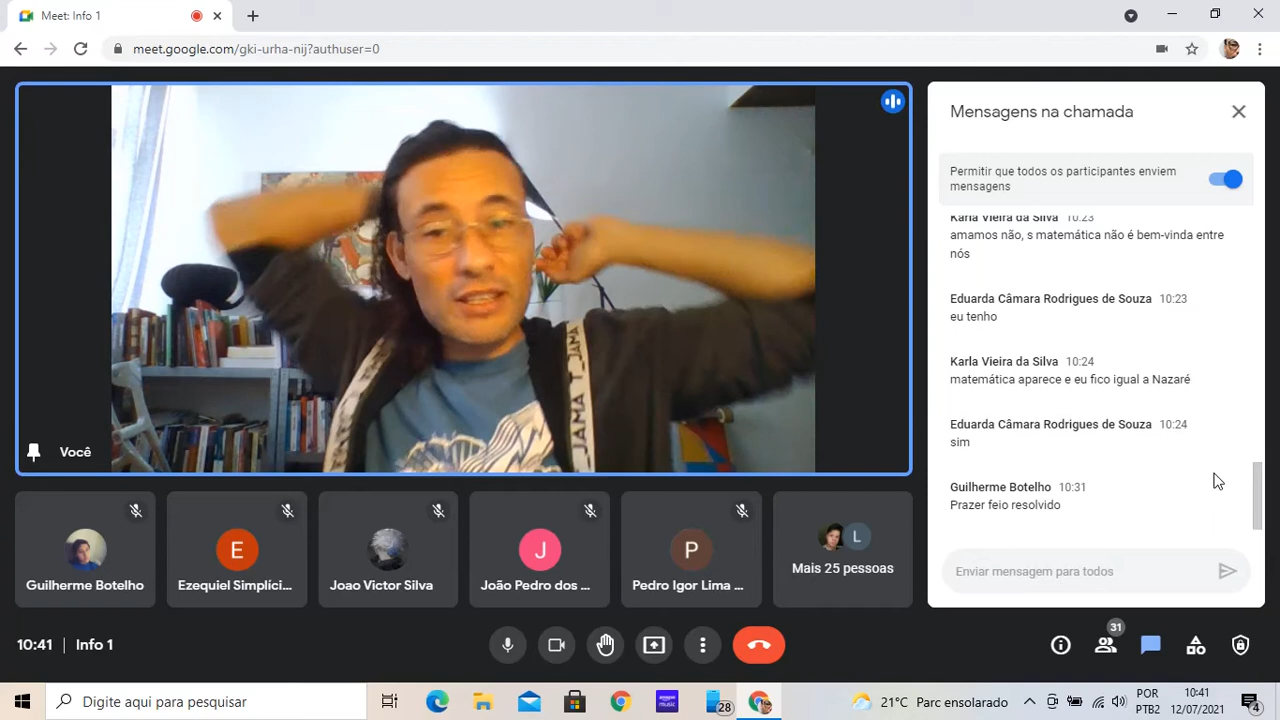 Meet: Info 1
meet.google.com/gki-urha-nij?authuser=0
Você
Guilherme Botelho
Ezequiel Simplíci...
Joao Victor Silva
João Pedro dos ...
Pedro Igor Lima ...
L
Mais 25 pessoas
E
J
P
Mensagens na chamada
Permitir que todos os participantes enviem
mensagens
Karla Vieira da Silva 10:23
amamos não, s matemática não é bem-vinda entre
nós
Eduarda Câmara Rodrigues de Souza 10:23
eu tenho
Karla Vieira da Silva 10:24
matemática aparece e eu fico igual a Nazaré
Eduarda Câmara Rodrigues de Souza 10:24
sim
Guilherme Botelho 10:31
Prazer feio resolvido
Enviar mensagem para todos
10:41 | Info 1
31
Digite aqui para pesquisar
amazon
music
28
21°C Parc ensolarado
POR
PTB2
10:41
12/07/2021
4